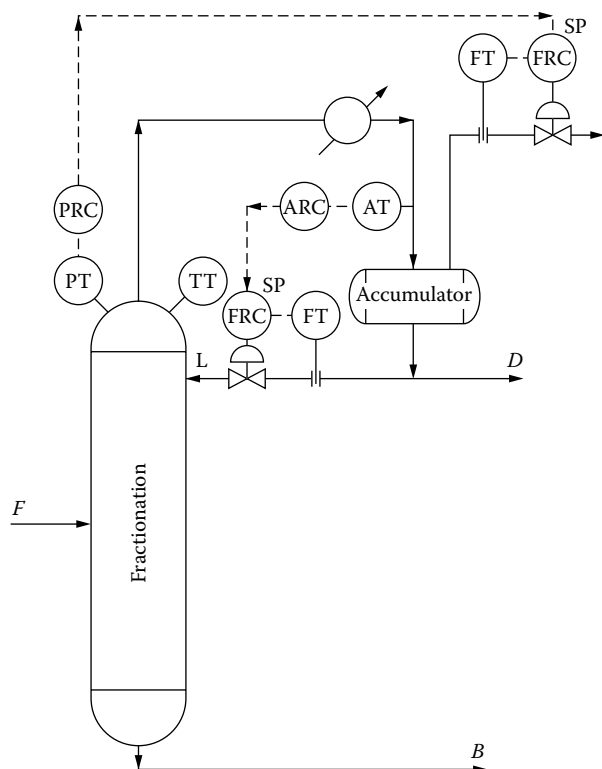 SP
FT
FRC
PRC
ARC
AT
PT
TT
SP
Accumulator
FRC
FT
L
D
Fractionation
F
B